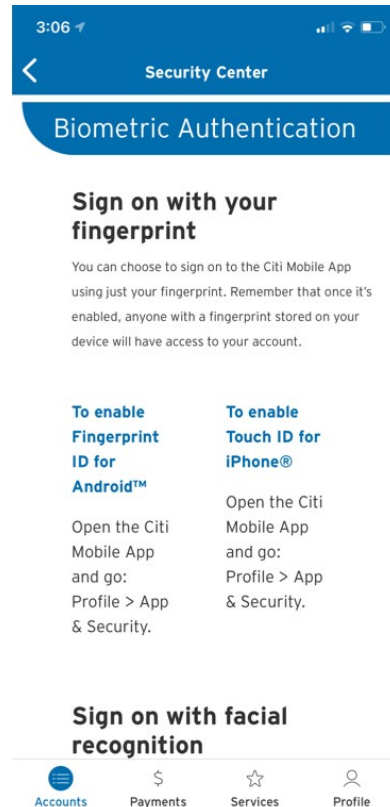 3:06
Security Center
Biometric Authentication
Sign on with your
fingerprint
You can choose to sign on to the Citi Mobile App
using just your fingerprint. Remember that once it's
enabled, anyone with a fingerprint stored on your
device will have access to your account.
To enable
Fingerprint
ID for
Android™
Open the Citi
Mobile App
and go:
Profile > App
& Security.
To enable
Touch ID for
iPhone®
Open the Citi
Mobile App
and go:
Profile > App
& Security.
Sign on with facial
recognition
Accounts
Payments
Services
Profile